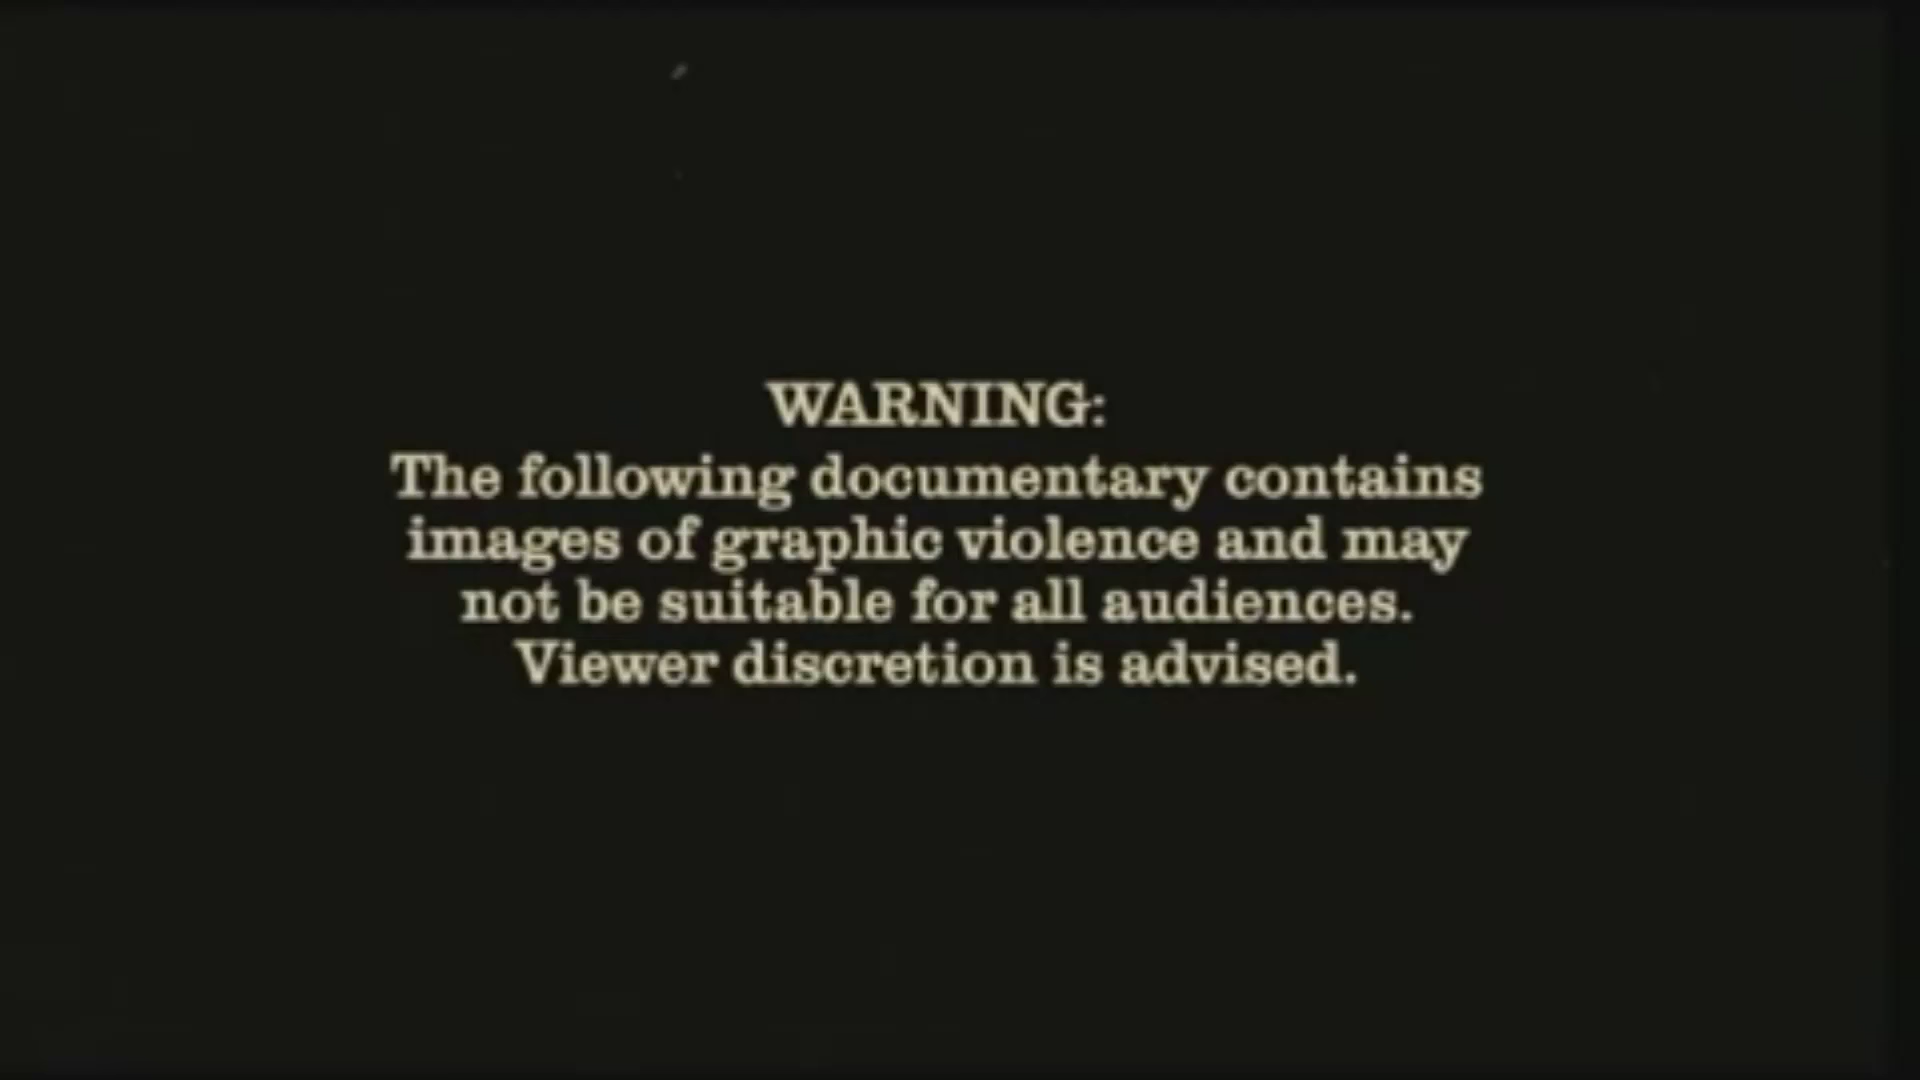 WARNING:
The following documentary contains
images of graphic violence and may
not be suitable for all audiences.
Viewer discretion is advised.